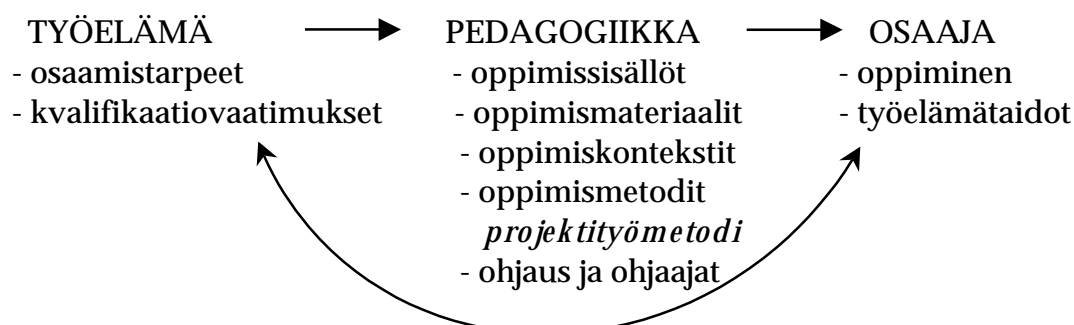 TYÖELÄMÄ
- osaamistarpeet
- kvalifikaatiovaatimukset
PEDAGOGIIKKA
- oppimissisällöt
- oppimismateriaalit
- oppimiskontekstit
- oppimismetodit
projektityömetodi
- ohjaus ja ohjaajat
OSAAJA
- oppiminen
- työelämätaidot